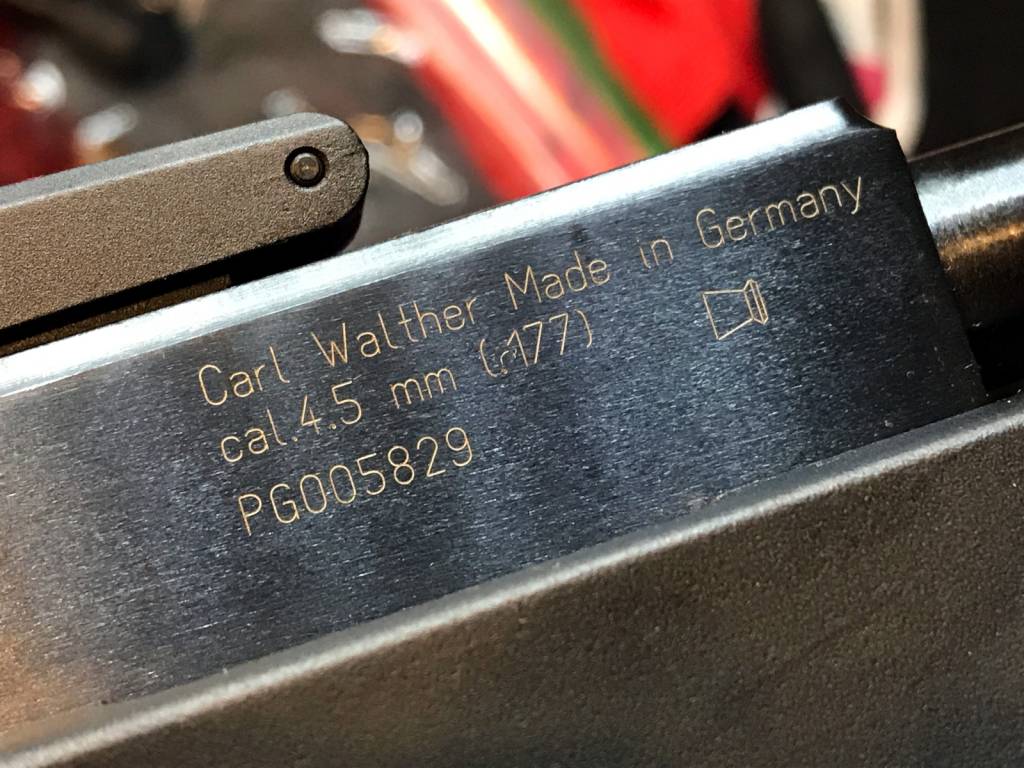 Carl Walther Made in Germany
cal.4.5 mm (.177)
PG005829